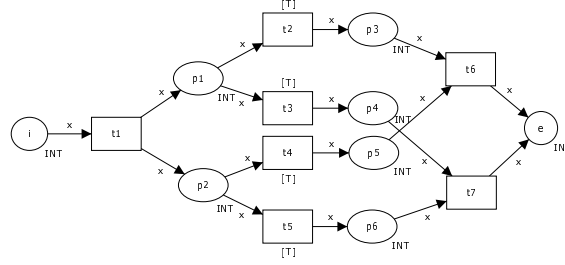 [T]
t2
x
p3
x
INT
x
p1
INT
x
[T]
t3
x
p4
INT
x
t6
x
i
x
INT
t1
x
x
e
IN
t4
x
p5
INT
[T]
x
p2
INT
x
t5
x
p6
INT
[T]
x
x
t7
x